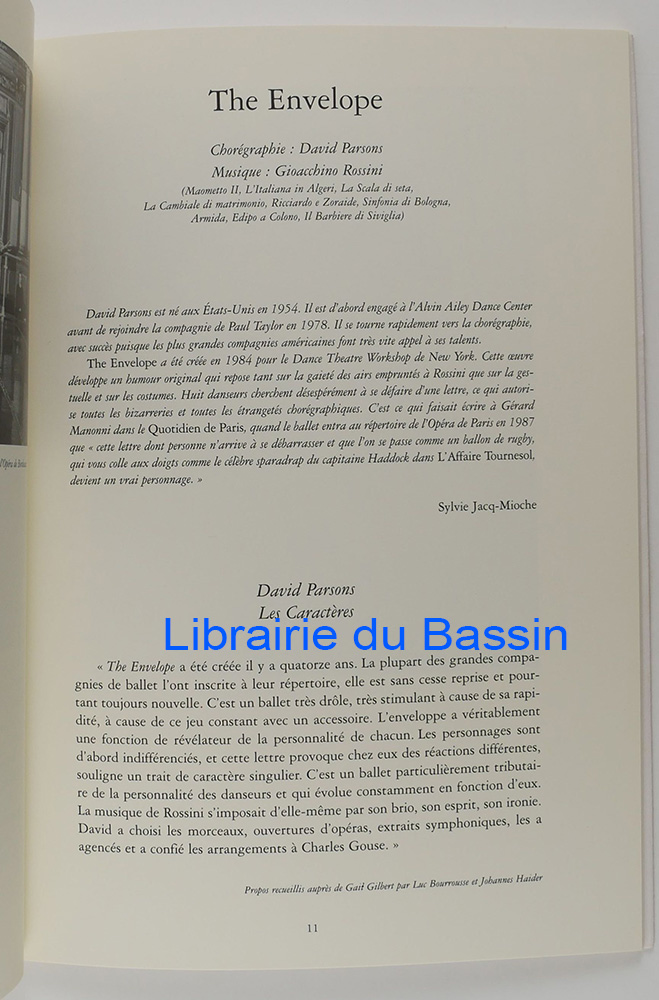 The Envelope
Chorégraphie : David Parsons
Musique : Gioacchino Rossini
(Maometto II, L'Italiana in Algeri, La Scala di seta,
La Cambiale di matrimonio, Ricciardo e Zoraide, Sinfonia di Bologna,
Armida, Edipo a Colono, Il Barbiere di Siviglia)
David Parsons est né aux États-Unis en 1954. Il est d'abord engagé à l'Alvin Ailey Dance Center
avant de rejoindre la compagnie de Paul Taylor en 1978. Il se tourne rapidement vers la chorégraphie,
avec succès puisque les plus grandes compagnies américaines font très vite appel à ses talents.
The Envelope a été créée en 1984 pour le Dance Theatre Workshop de New York. Cette œuvre
développe un humour original qui repose tant sur la gaieté des airs empruntés à Rossini que sur la ges-
tuelle et sur les costumes. Huit danseurs cherchent désespérément à se défaire d'une lettre, ce qui autori-
se toutes les bizarreries et toutes les étrangetés chorégraphiques. C'est ce qui faisait écrire à Gérard
Manonni dans le Quotidien de Paris, quand le ballet entra au répertoire de l'Opéra de Paris en 1987
que « cette lettre dont personne n'arrive à se débarrasser et que l'on se passe comme un ballon de rugby,
qui vous colle aux doigts comme le célèbre sparadrap du capitaine Haddock dans L'Affaire Tournesol,
devient un vrai personnage. »
Sylvie Jacq-Mioche
David Parsons
Les Caractères
Librairie du Bassin
« The Envelope a été créée il y a quatorze ans. La plupart des grandes compa-
gnies de ballet l'ont inscrite à leur répertoire, elle est sans cesse reprise et pour-
tant toujours nouvelle. C'est un ballet très drôle, très stimulant à cause de sa rapi-
dité, à cause de ce jeu constant avec un accessoire. L'enveloppe a véritablement
une fonction de révélateur de la personnalité de chacun. Les personnages sont
d'abord indifférenciés, et cette lettre provoque chez eux des réactions différentes,
souligne un trait de caractère singulier. C'est un ballet particulièrement tributai-
re de la personnalité des danseurs et qui évolue constamment en fonction d'eux.
La musique de Rossini s'imposait d'elle-même par son brio, son esprit, son ironie.
David a choisi les morceaux, ouvertures d'opéras, extraits symphoniques, les a
agencés et a confié les arrangements à Charles Gouse. »
Propos recueillis auprès de Gail Gilbert par Luc Bourrousse et Johannes Haider
11